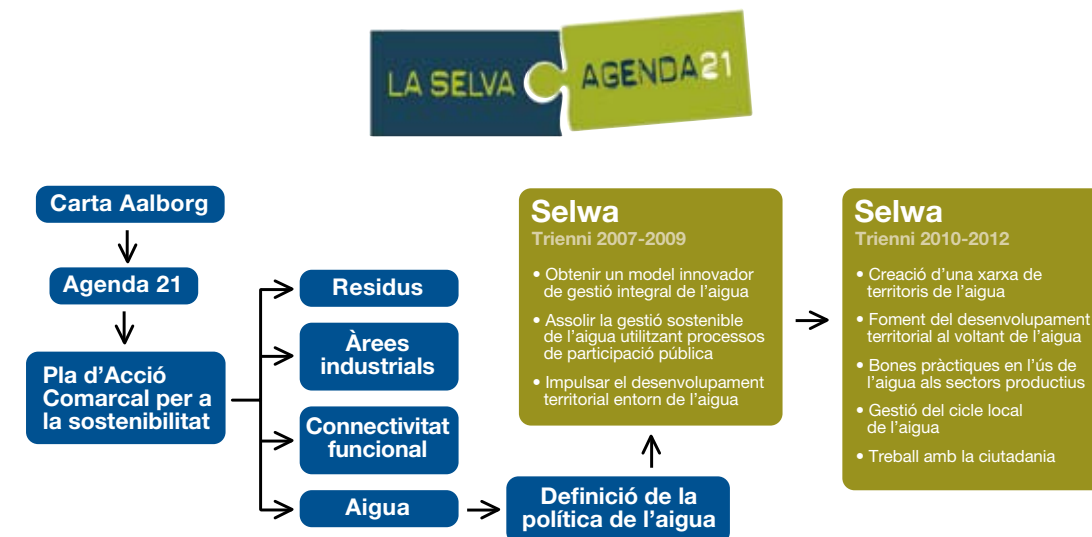 LA SELVA AGENDA21
Carta Aalborg
Agenda 21
Pla d'Acció
Comarcal per a
la sostenibilitat
Residus
Àrees
industrials
Connectivitat
funcional
Aigua
Definició de la
política de l'aigua
Selwa
Trienni 2007-2009
• Obtenir un model innovador
de gestió integral de l'aigua
• Assolir la gestió sostenible
de l'aigua utilitzant processos
de participació pública
• Impulsar el desenvolupament
territorial entorn de l'aigua
Selwa
Trienni 2010-2012
• Creació d'una xarxa de
territoris de l'aigua
• Foment del desenvolupament
territorial al voltant de l'aigua
• Bones pràctiques en l'ús de
l'aigua als sectors productius
• Gestió del cicle local
de l'aigua
• Treball amb la ciutadania